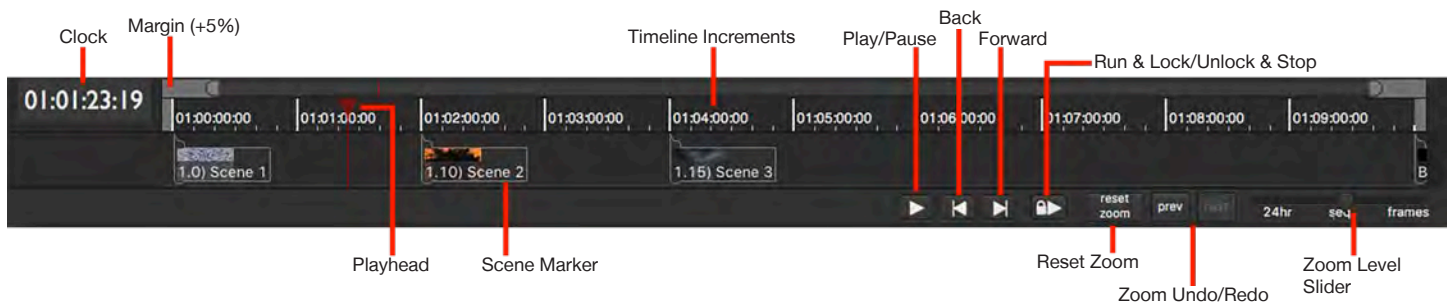 Clock
Margin (+5%)
Timeline Increments
Play/Pause
Back
Forward
Run & Lock/Unlock & Stop
01:01:23:19
01:00:00:00
01:01:00:00
01:02:00:00
01:03:00:00
01:04:00:00
01:05:00:00
01:06:00:00
01:07:00:00
01:08:00:00
01:09:00:00
1.0) Scene 1
1.10) Scene 2
1.15) Scene 3
B
reset zoom
prev
24hr
frames
Playhead
Scene Marker
Reset Zoom
Zoom Undo/Redo
Zoom Level
Slider